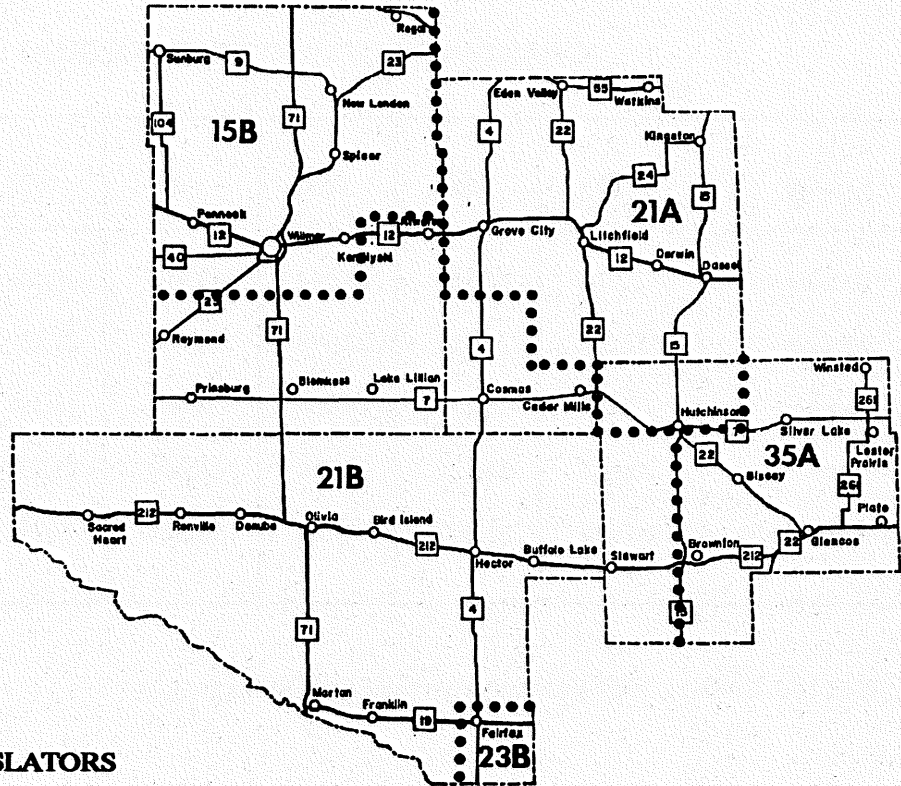 Regal
Sunburg
9
23
New London
Eden Valley
55
Watkins
104
15B
71
4
22
Kingston
Spicer
24
15
21A
Pennock
12
Willmar
12
Grove City
Litchfield
40
Kandiyohi
12
Darwin
Dassel
25
71
22
15
Raymond
4
Prinsburg
Blomkest
Lake Lillian
7
Cosmos
Cedar Mills
Winsted
261
Hutchinson
7
Silver Lake
Lester
Prairie
21B
22
35A
Biscay
261
Plato
Sacred
Heart
212
Renville
Danube
Olivia
Bird Island
212
Hector
Buffalo Lake
Stewart
Brownton
212
22
Glencoe
71
4
15
Morton
Franklin
19
Fairfax
23B
SLATORS